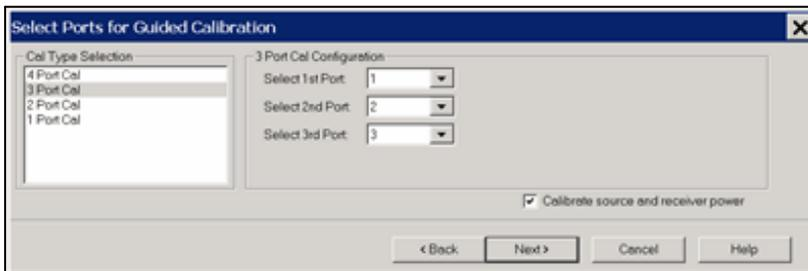 Select Ports for Guided Calibration
Cal Type Selection
4 Port Cal
3 Port Cal
2 Port Cal
1 Port Cal
3 Port Cal Configuration
Select 1st Port: 1
Select 2nd Port: 2
Select 3rd Port: 3
Calibrate source and receiver power
< Back
Next >
Cancel
Help